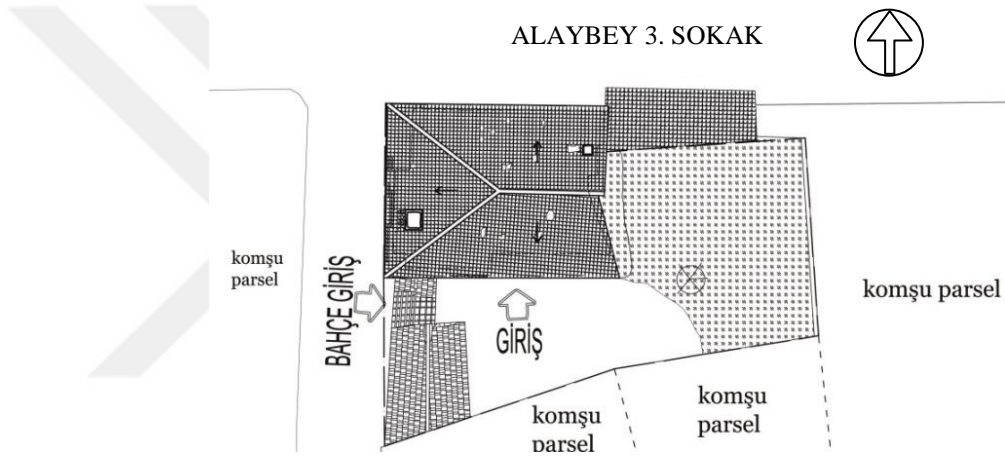 ALAYBEY 3. SOKAK
komşu
parsel
BAHÇE GİRİŞ
GİRİŞ
komşu parsel
komşu
parsel
komşu
parsel